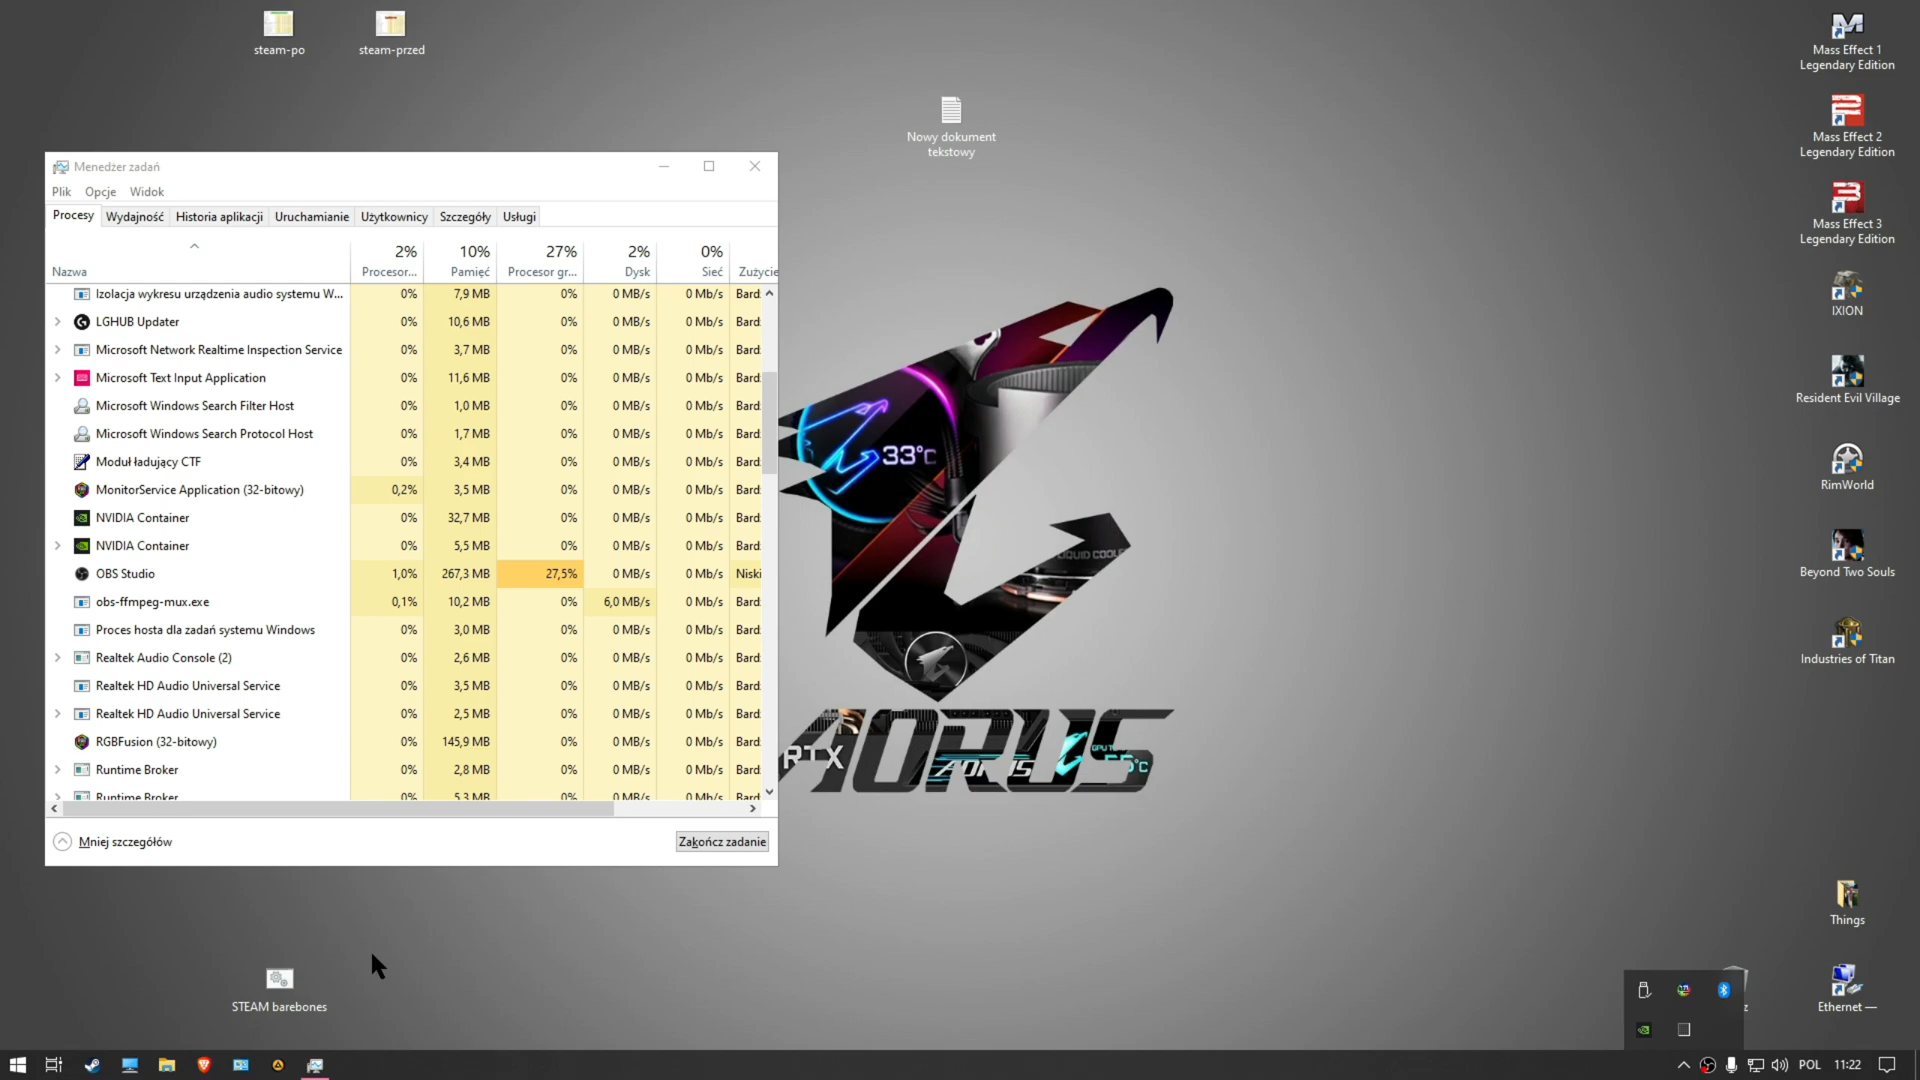 steam-po
steam-przed
Nowy dokument
tekstowy
Mass Effect 1
Legendary Edition
Mass Effect 2
Legendary Edition
Mass Effect 3
Legendary Edition
IXION
Resident Evil Village
RimWorld
Beyond Two Souls
Industries of Titan
Things
Ethernet —
STEAM barebones
Menedżer zadań
Plik Opcje Widok
Procesy Wydajność Historia aplikacji Uruchamianie Użytkownicy Szczegóły Usługi
2% 10% 27% 2% 0%
Nazwa Procesor... Pamięć Procesor gr... Dysk Sieć Zużycie
Izolacja wykresu urządzenia audio systemu W... 0% 7,9 MB 0% 0 MB/s 0 Mb/s Bard
LGHUB Updater 0% 10,6 MB 0% 0 MB/s 0 Mb/s Bard
Microsoft Network Realtime Inspection Service 0% 3,7 MB 0% 0 MB/s 0 Mb/s Bard
Microsoft Text Input Application 0% 11,6 MB 0% 0 MB/s 0 Mb/s Bard
Microsoft Windows Search Filter Host 0% 1,0 MB 0% 0 MB/s 0 Mb/s Bard
Microsoft Windows Search Protocol Host 0% 1,7 MB 0% 0 MB/s 0 Mb/s Bard
Moduł ładujący CTF 0% 3,4 MB 0% 0 MB/s 0 Mb/s Bard
MonitorService Application (32-bitowy) 0,2% 3,5 MB 0% 0 MB/s 0 Mb/s Bard
NVIDIA Container 0% 32,7 MB 0% 0 MB/s 0 Mb/s Bard
NVIDIA Container 0% 5,5 MB 0% 0 MB/s 0 Mb/s Bard
OBS Studio 1,0% 267,3 MB 27,5% 0 MB/s 0 Mb/s Niski
obs-ffmpeg-mux.exe 0,1% 10,2 MB 0% 6,0 MB/s 0 Mb/s Bard
Proces hosta dla zadań systemu Windows 0% 3,0 MB 0% 0 MB/s 0 Mb/s Bard
Realtek Audio Console (2) 0% 2,6 MB 0% 0 MB/s 0 Mb/s Bard
Realtek HD Audio Universal Service 0% 3,5 MB 0% 0 MB/s 0 Mb/s Bard
Realtek HD Audio Universal Service 0% 2,5 MB 0% 0 MB/s 0 Mb/s Bard
RGBFusion (32-bitowy) 0% 145,9 MB 0% 0 MB/s 0 Mb/s Bard
Runtime Broker 0% 2,8 MB 0% 0 MB/s 0 Mb/s Bard
Runtime Broker 0% 5,3 MB 0% 0 MB/s 0 Mb/s Bard
Mniej szczegółów
Zakończ zadanie
33°C
LIQUID COOL
RTX
AORUS
POL 11:22